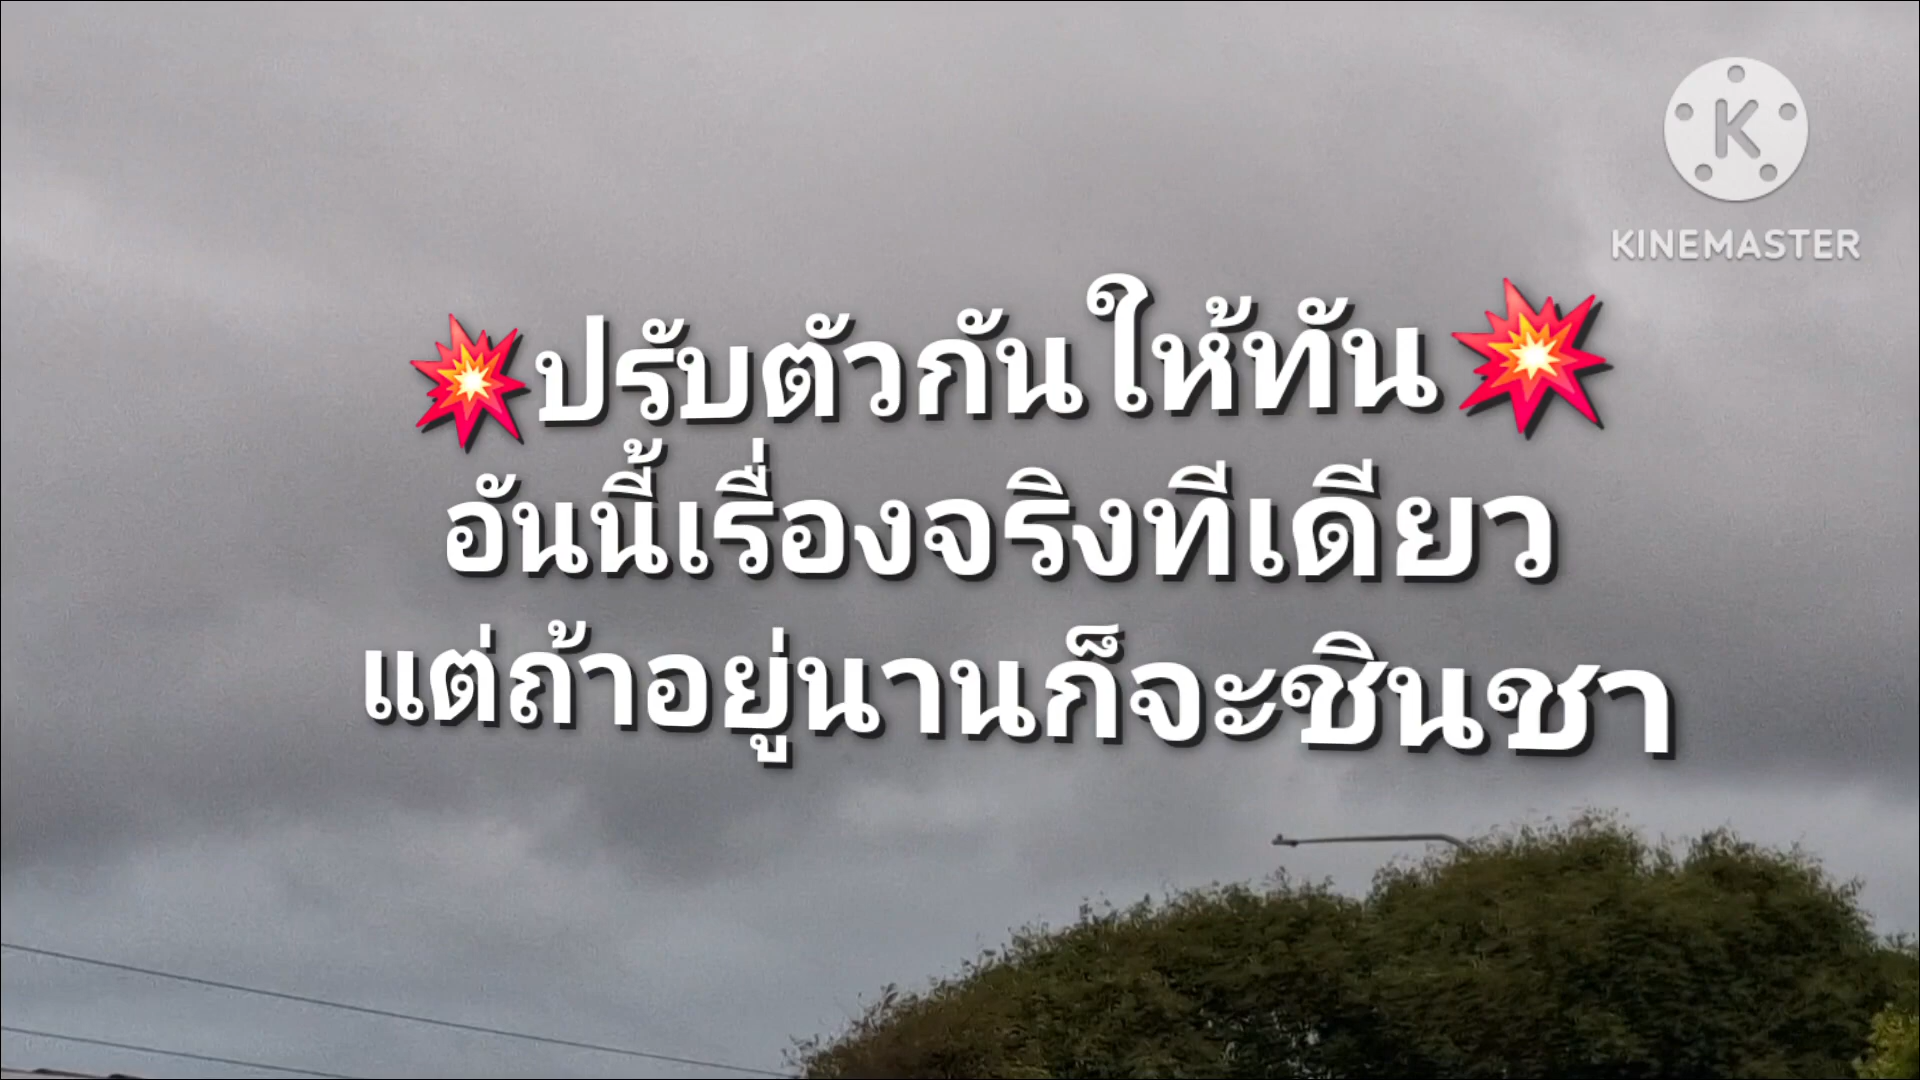 K
KINEMASTER
💥ปรับตัวกันให้ทัน💥
อันนี้เรื่องจริงทีเดียว
แต่ถ้าอยู่นานก็จะชินชา